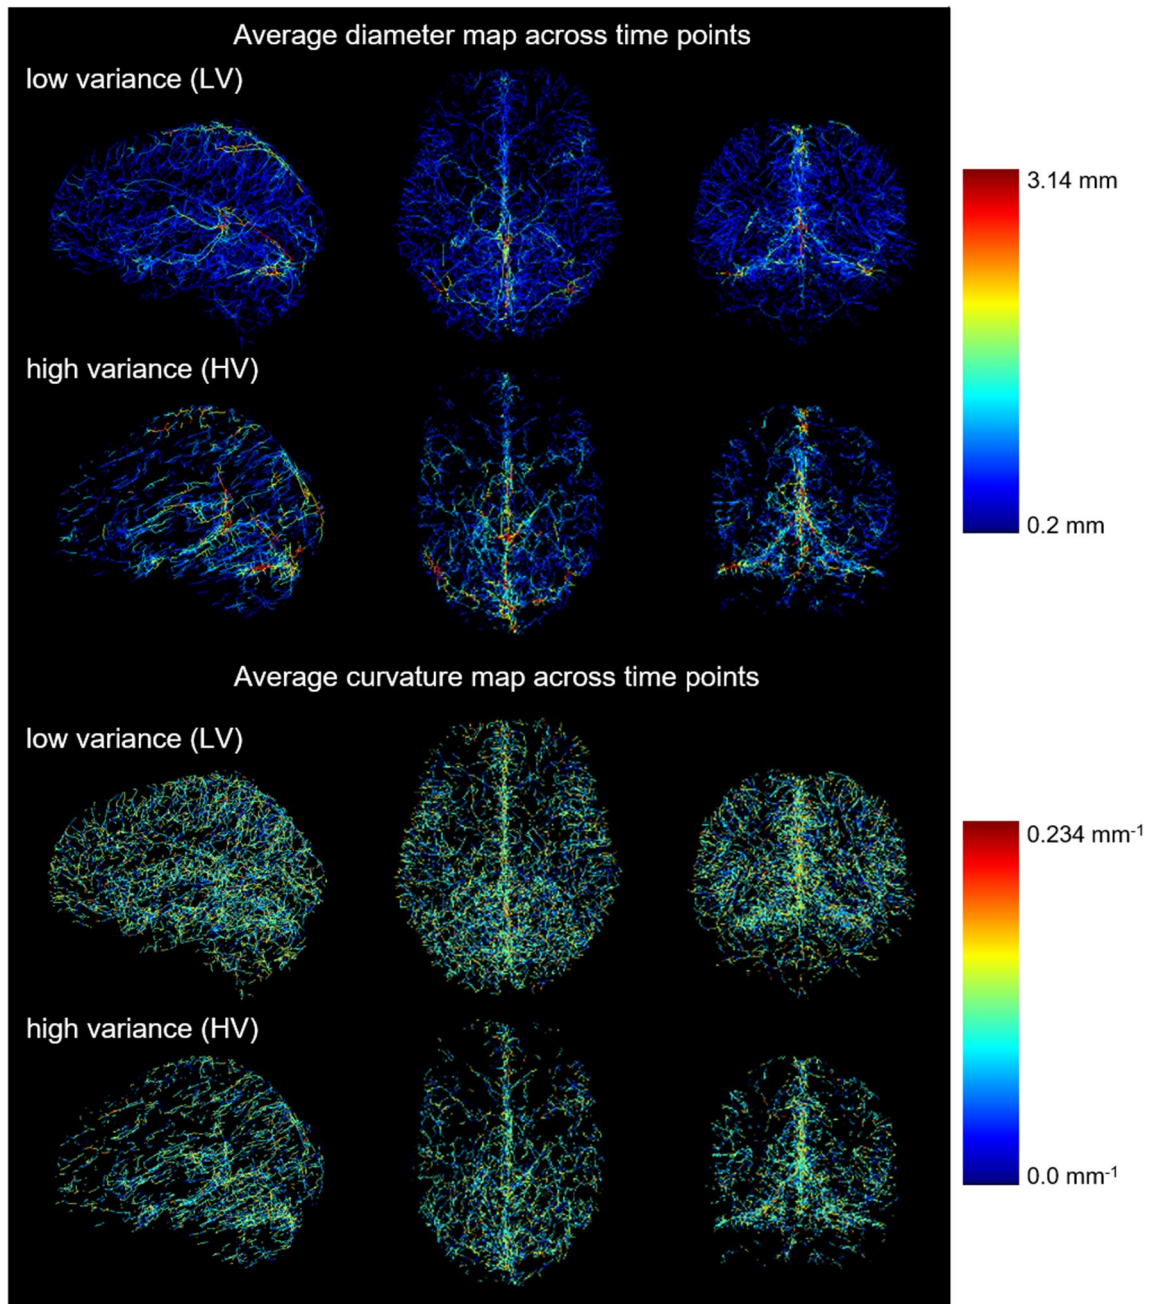 Average diameter map across time points
low variance (LV)
3.14 mm
high variance (HV)
0.2 mm
Average curvature map across time points
low variance (LV)
0.234 mm⁻¹
high variance (HV)
0.0 mm⁻¹